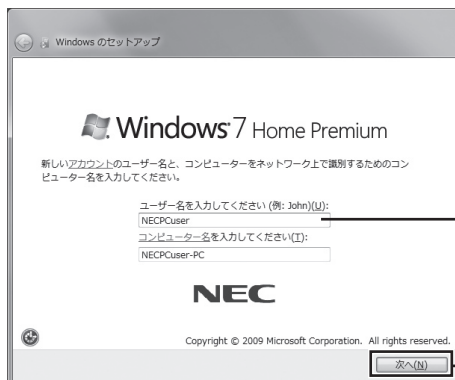 Windows のセットアップ
Windows 7 Home Premium
新しいアカウントのユーザー名と、コンピューターをネットワーク上で識別するためのコン
ピューター名を入力してください。
ユーザー名を入力してください (例: John)(U):
NECPCuser
コンピューター名を入力してください(T):
NECPCuser-PC
NEC
Copyright © 2009 Microsoft Corporation. All rights reserved.
次へ(N)